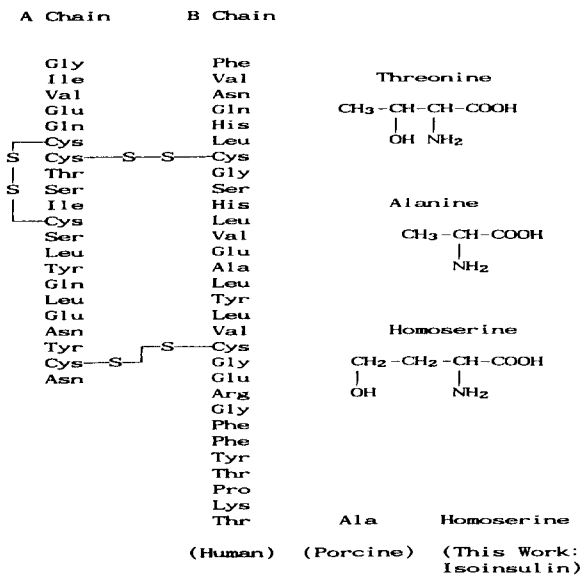 A Chain
Gly
Ile
Val
Glu
Gln
Cys
Cys
Thr
Ser
Ile
Cys
Ser
Leu
Tyr
Gln
Leu
Glu
Asn
Tyr
Cys
Asn
S
S
S S
S
S
B Chain
Phe
Val
Asn
Gln
His
Leu
Cys
Gly
Ser
His
Leu
Val
Glu
Ala
Leu
Tyr
Leu
Val
Cys
Gly
Glu
Arg
Gly
Phe
Phe
Tyr
Thr
Pro
Lys
Thr
(Human)
Threonine
CH3-CH-CH-COOH
OH NH2
Alanine
CH3-CH-COOH
NH2
Homoserine
CH2-CH2-CH-COOH
OH NH2
Ala
(Porcine)
Homoserine
(This Work:
Isoinsulin)